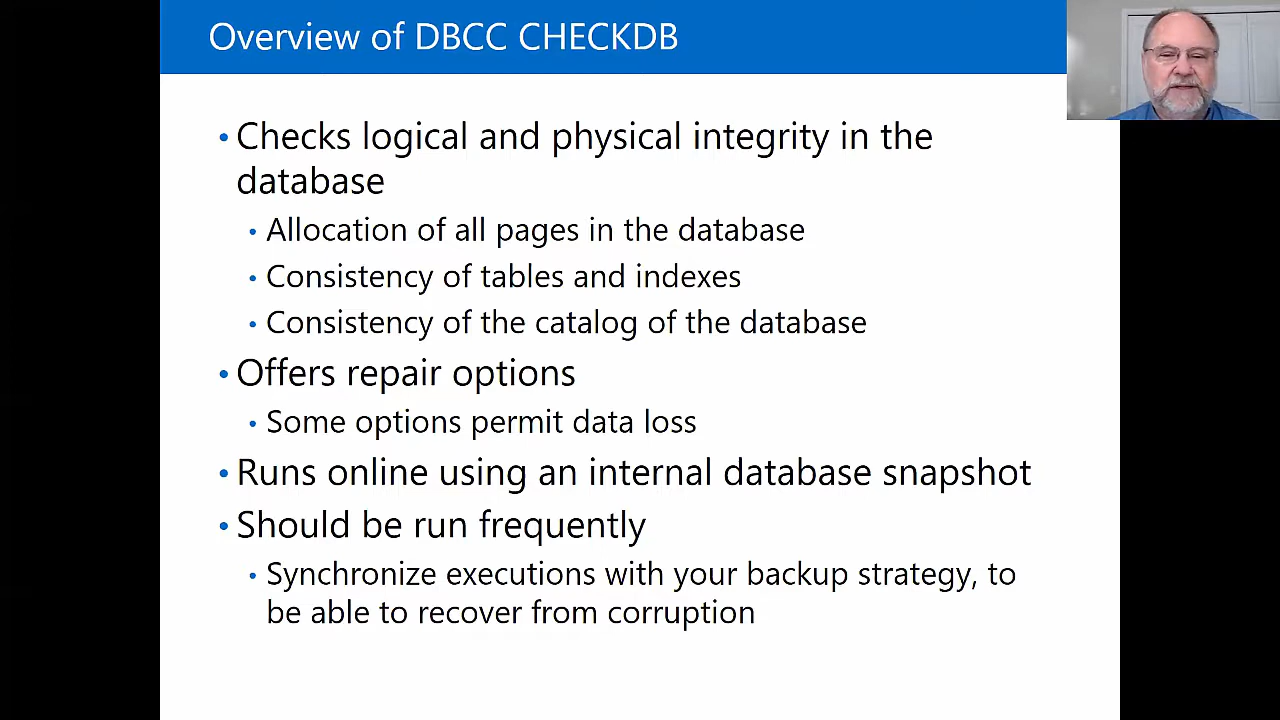 Overview of DBCC CHECKDB
• Checks logical and physical integrity in the
database
• Allocation of all pages in the database
• Consistency of tables and indexes
• Consistency of the catalog of the database
• Offers repair options
• Some options permit data loss
• Runs online using an internal database snapshot
• Should be run frequently
• Synchronize executions with your backup strategy, to
be able to recover from corruption